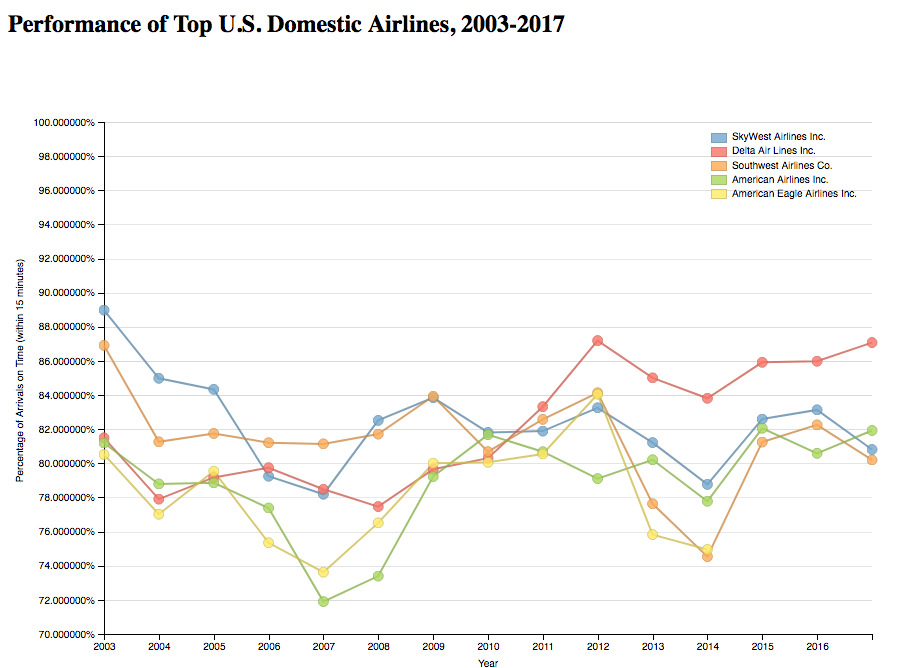 Performance of Top U.S. Domestic Airlines, 2003-2017
100.000000%
98.000000%
96.000000%
94.000000%
92.000000%
90.000000%
88.000000%
86.000000%
84.000000%
82.000000%
80.000000%
78.000000%
76.000000%
74.000000%
72.000000%
70.000000%
Percentage of Arrivals on Time (within 15 minutes)
SkyWest Airlines Inc.
Delta Air Lines Inc.
Southwest Airlines Co.
American Airlines Inc.
American Eagle Airlines Inc.
2003 2004 2005 2006 2007 2008 2009 2010 2011 2012 2013 2014 2015 2016
Year